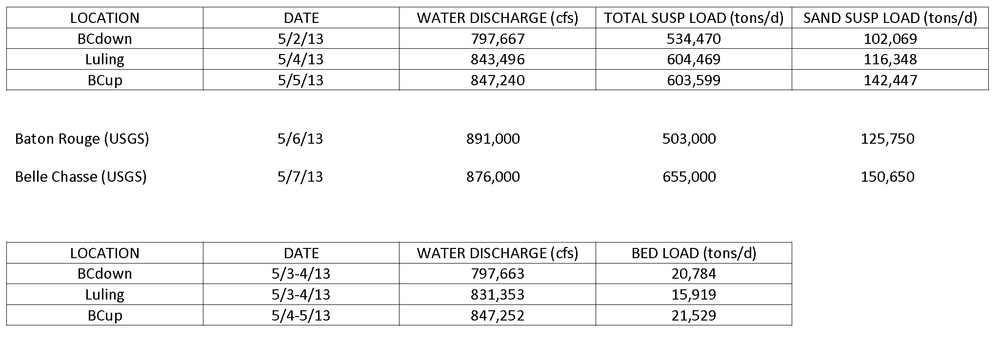 LOCATION DATE WATER DISCHARGE (cfs) TOTAL SUSP LOAD (tons/d) SAND SUSP LOAD (tons/d)
BCdown 5/2/13 797,667 534,470 102,069
Luling 5/4/13 843,496 604,469 116,348
BCup 5/5/13 847,240 603,599 142,447
Baton Rouge (USGS) 5/6/13 891,000 503,000 125,750
Belle Chasse (USGS) 5/7/13 876,000 655,000 150,650
LOCATION DATE WATER DISCHARGE (cfs) BED LOAD (tons/d)
BCdown 5/3-4/13 797,663 20,784
Luling 5/3-4/13 831,353 15,919
BCup 5/4-5/13 847,252 21,529